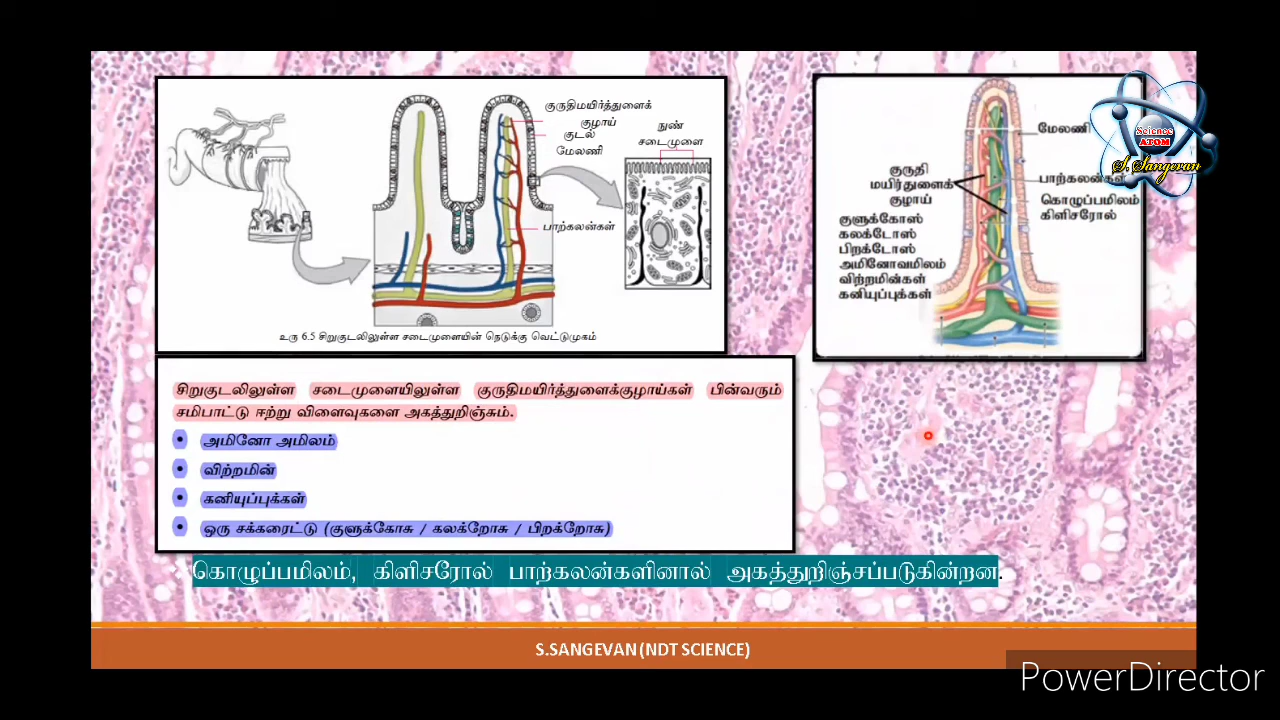 குருதிமயிர்த்துளைக்
குழாய்
குடல்
மேலணி
நுண்
சடைமுளை
பாற்கலன்கள்
உரு 6.5 சிறுகுடலிலுள்ள சடைமுளையின் நெடுக்கு வெட்டுமுகம்
மேலணி
பாற்கலன்கள்
கொழுப்பமிலம்
கிளிசரோல்
குருதி
மயிர்துளைக்
குழாய்
குளுக்கோஸ்
கலக்டோஸ்
பிறக்டோஸ்
அமினோவமிலம்
விற்றமின்கள்
கனியுப்புக்கள்
Science
ATOM
S. Sangevan
சிறுகுடலிலுள்ள சடைமுளையிலுள்ள குருதிமயிர்த்துளைக்குழாய்கள் பின்வரும்
சமிபாட்டு ஈற்று விளைவுகளை அகத்துறிஞ்சும்.
• அமினோ அமிலம்
• விற்றமின்
• கனியுப்புக்கள்
• ஒரு சக்கரைட்டு (குளுக்கோசு / கலக்றோசு / பிறக்றோசு)
கொழுப்பமிலம், கிளிசரோல் பாற்கலன்களினால் அகத்துறிஞ்சப்படுகின்றன.
S.SANGEVAN (NDT SCIENCE)
PowerDirector